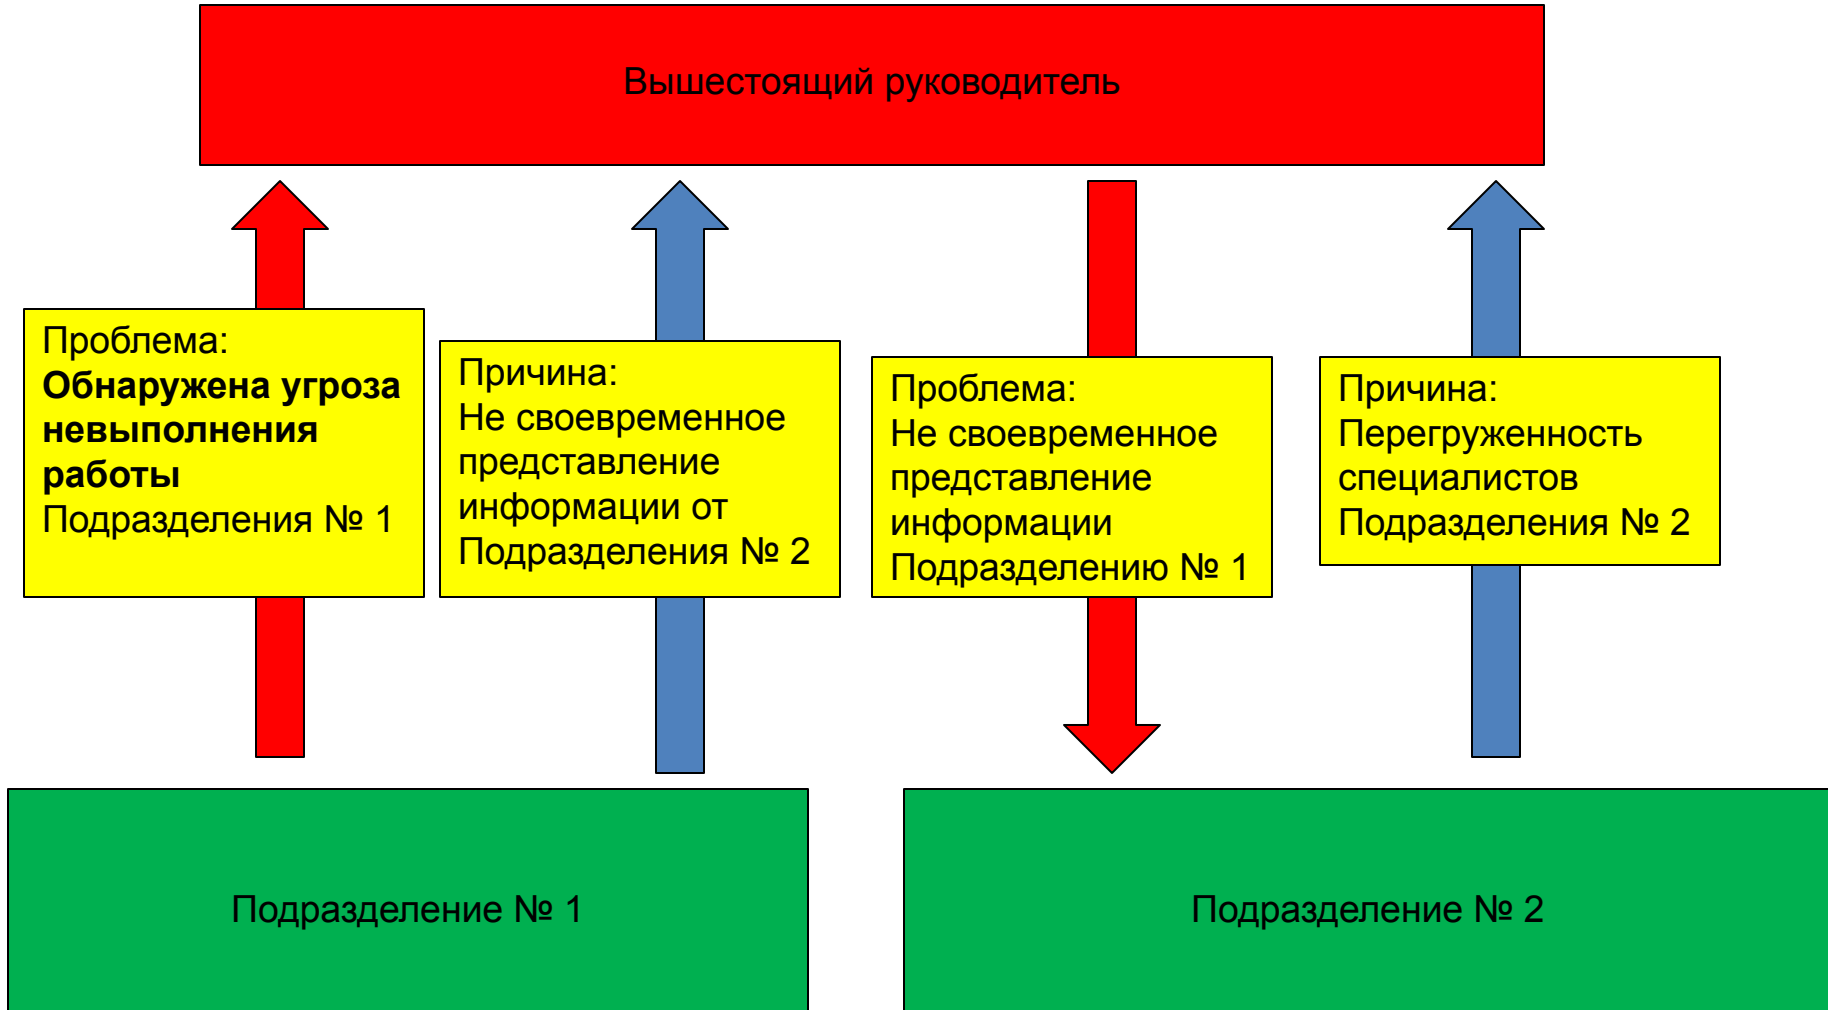 Вышестоящий руководитель
Проблема:
Обнаружена угроза
невыполнения
работы
Подразделения № 1
Причина:
Не своевременное
представление
информации от
Подразделения № 2
Проблема:
Не своевременное
представление
информации
Подразделению № 1
Причина:
Перегруженность
специалистов
Подразделения № 2
Подразделение № 1
Подразделение № 2